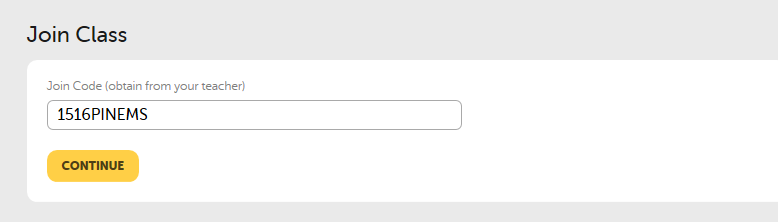 Join Class
Join Code (obtain from your teacher)
1516PINEMS
CONTINUE